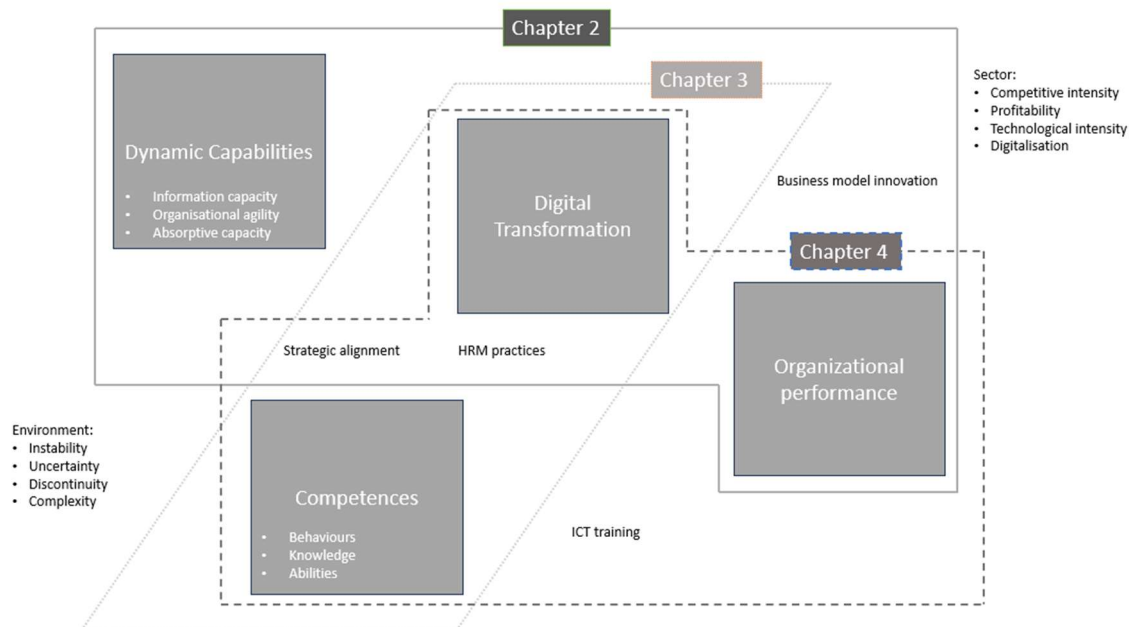 Chapter 2
Chapter 3
Sector:
• Competitive intensity
• Profitability
• Technological intensity
• Digitalisation
Dynamic Capabilities
• Information capacity
• Organisational agility
• Absorptive capacity
Digital
Transformation
Business model innovation
Chapter 4
Strategic alignment
HRM practices
Organizational
performance
Environment:
• Instability
• Uncertainty
• Discontinuity
• Complexity
Competences
• Behaviours
• Knowledge
• Abilities
ICT training